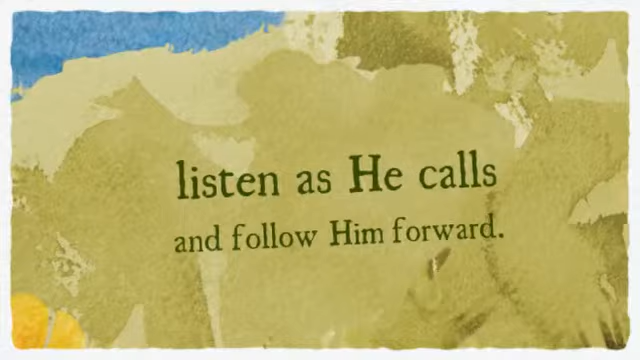 listen as He calls
and follow Him forward.